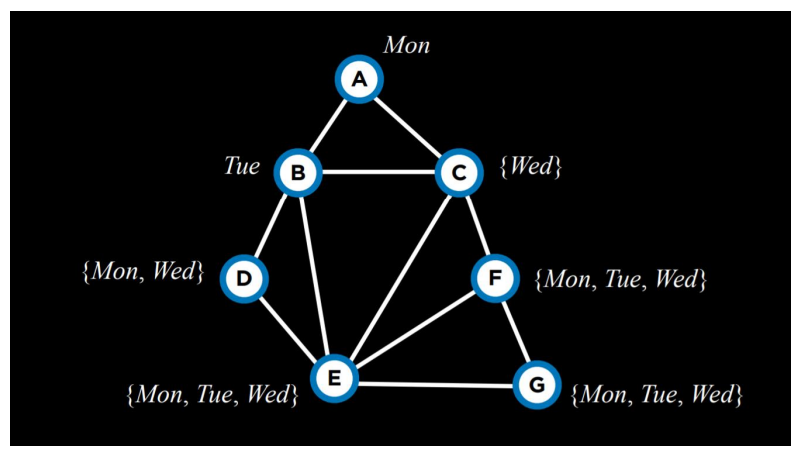 Mon
A
Tue
B
C
{Wed}
{Mon, Wed}
D
F
{Mon, Tue, Wed}
{Mon, Tue, Wed}
E
G
{Mon, Tue, Wed}